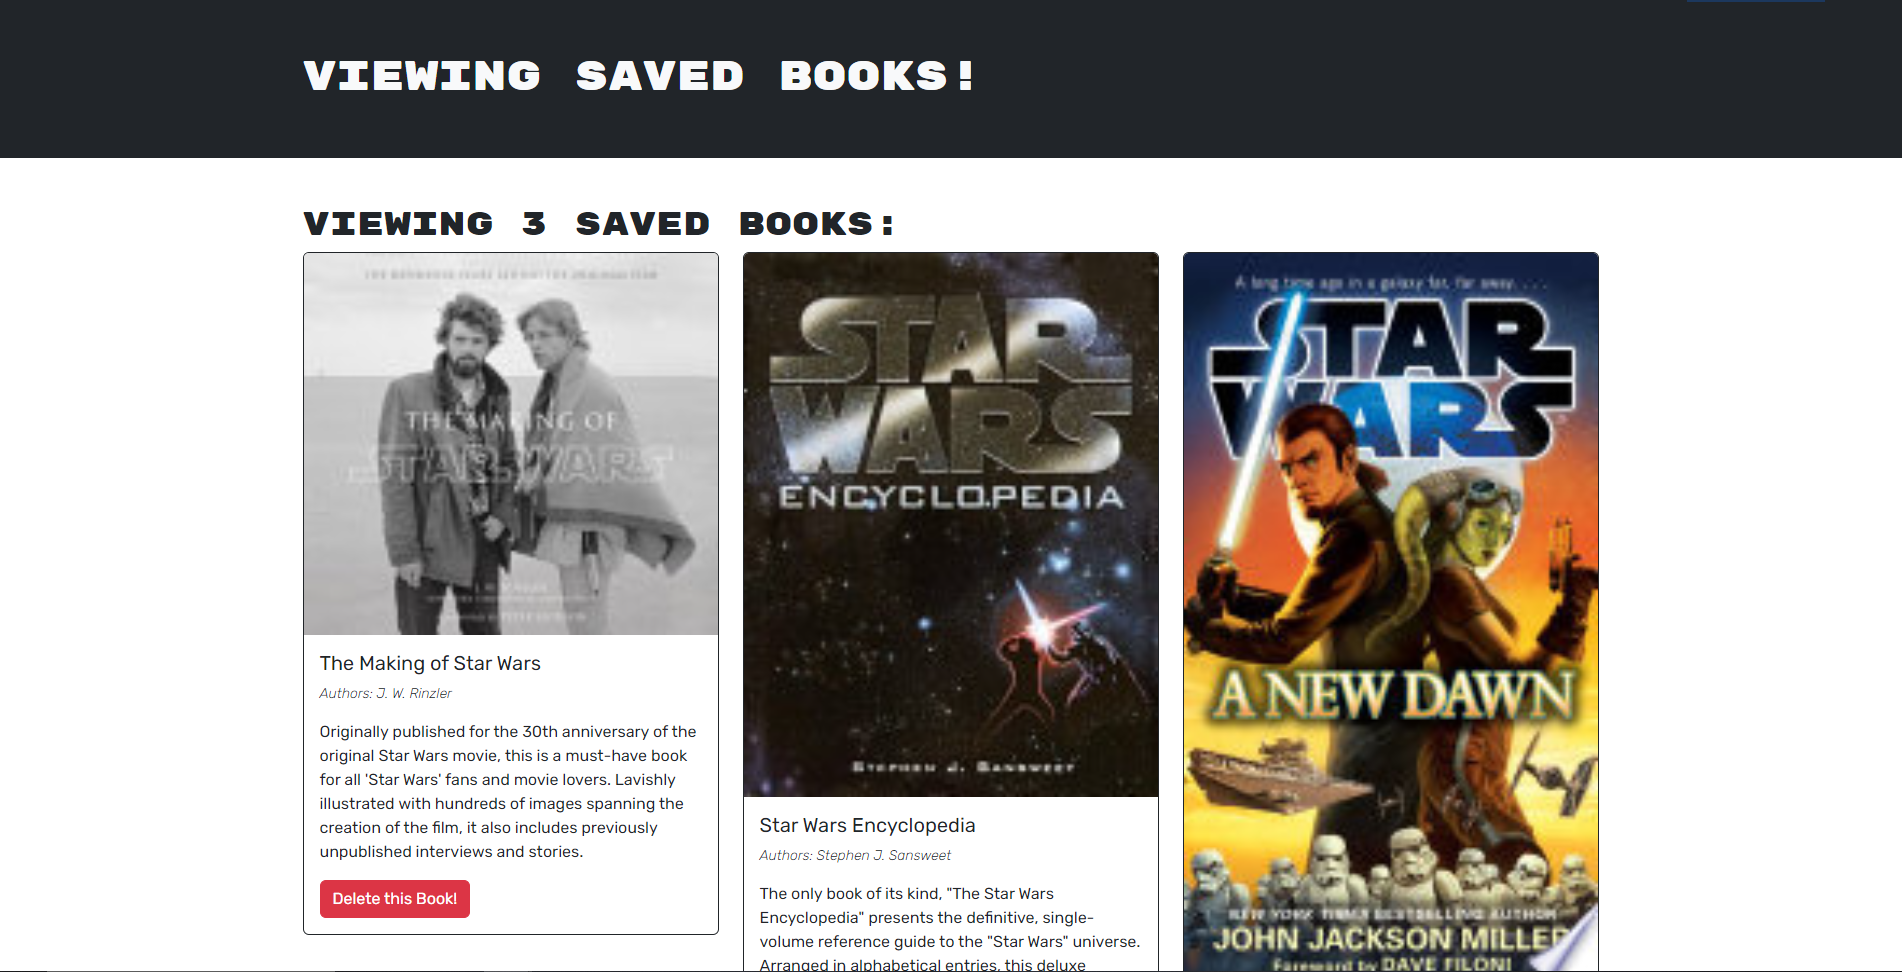 VIEWING SAVED BOOKS!
VIEWING 3 SAVED BOOKS:
THE MAKING OF
STAR WARS
The Making of Star Wars
Authors: J. W. Rinzler
Originally published for the 30th anniversary of the
original Star Wars movie, this is a must-have book
for all 'Star Wars' fans and movie lovers. Lavishly
illustrated with hundreds of images spanning the
creation of the film, it also includes previously
unpublished interviews and stories.
Delete this Book!
STAR
WARS
ENCYCLOPEDIA
STEPHEN J. SANSWEET
Star Wars Encyclopedia
Authors: Stephen J. Sansweet
The only book of its kind, "The Star Wars
Encyclopedia" presents the definitive, single-
volume reference guide to the "Star Wars" universe.
Arranged in alphabetical entries, this deluxe
A long time ago in a galaxy far, far away. . . .
STAR
WARS
A NEW DAWN
NEW YORK TIMES BESTSELLING AUTHOR
JOHN JACKSON MILLER
Foreword by DAVE FILONI